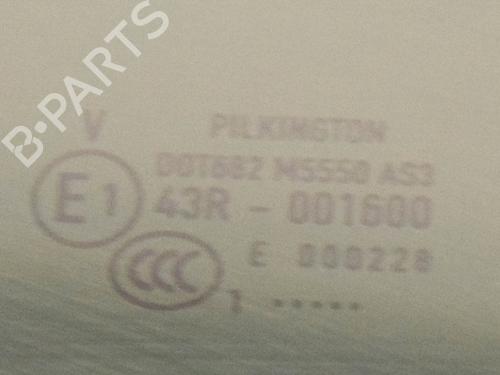 B-PARTS
V PILKINGTON
DOT682 M5550 AS3
E1 43R - 001600
CCC E 000228
1 •••••